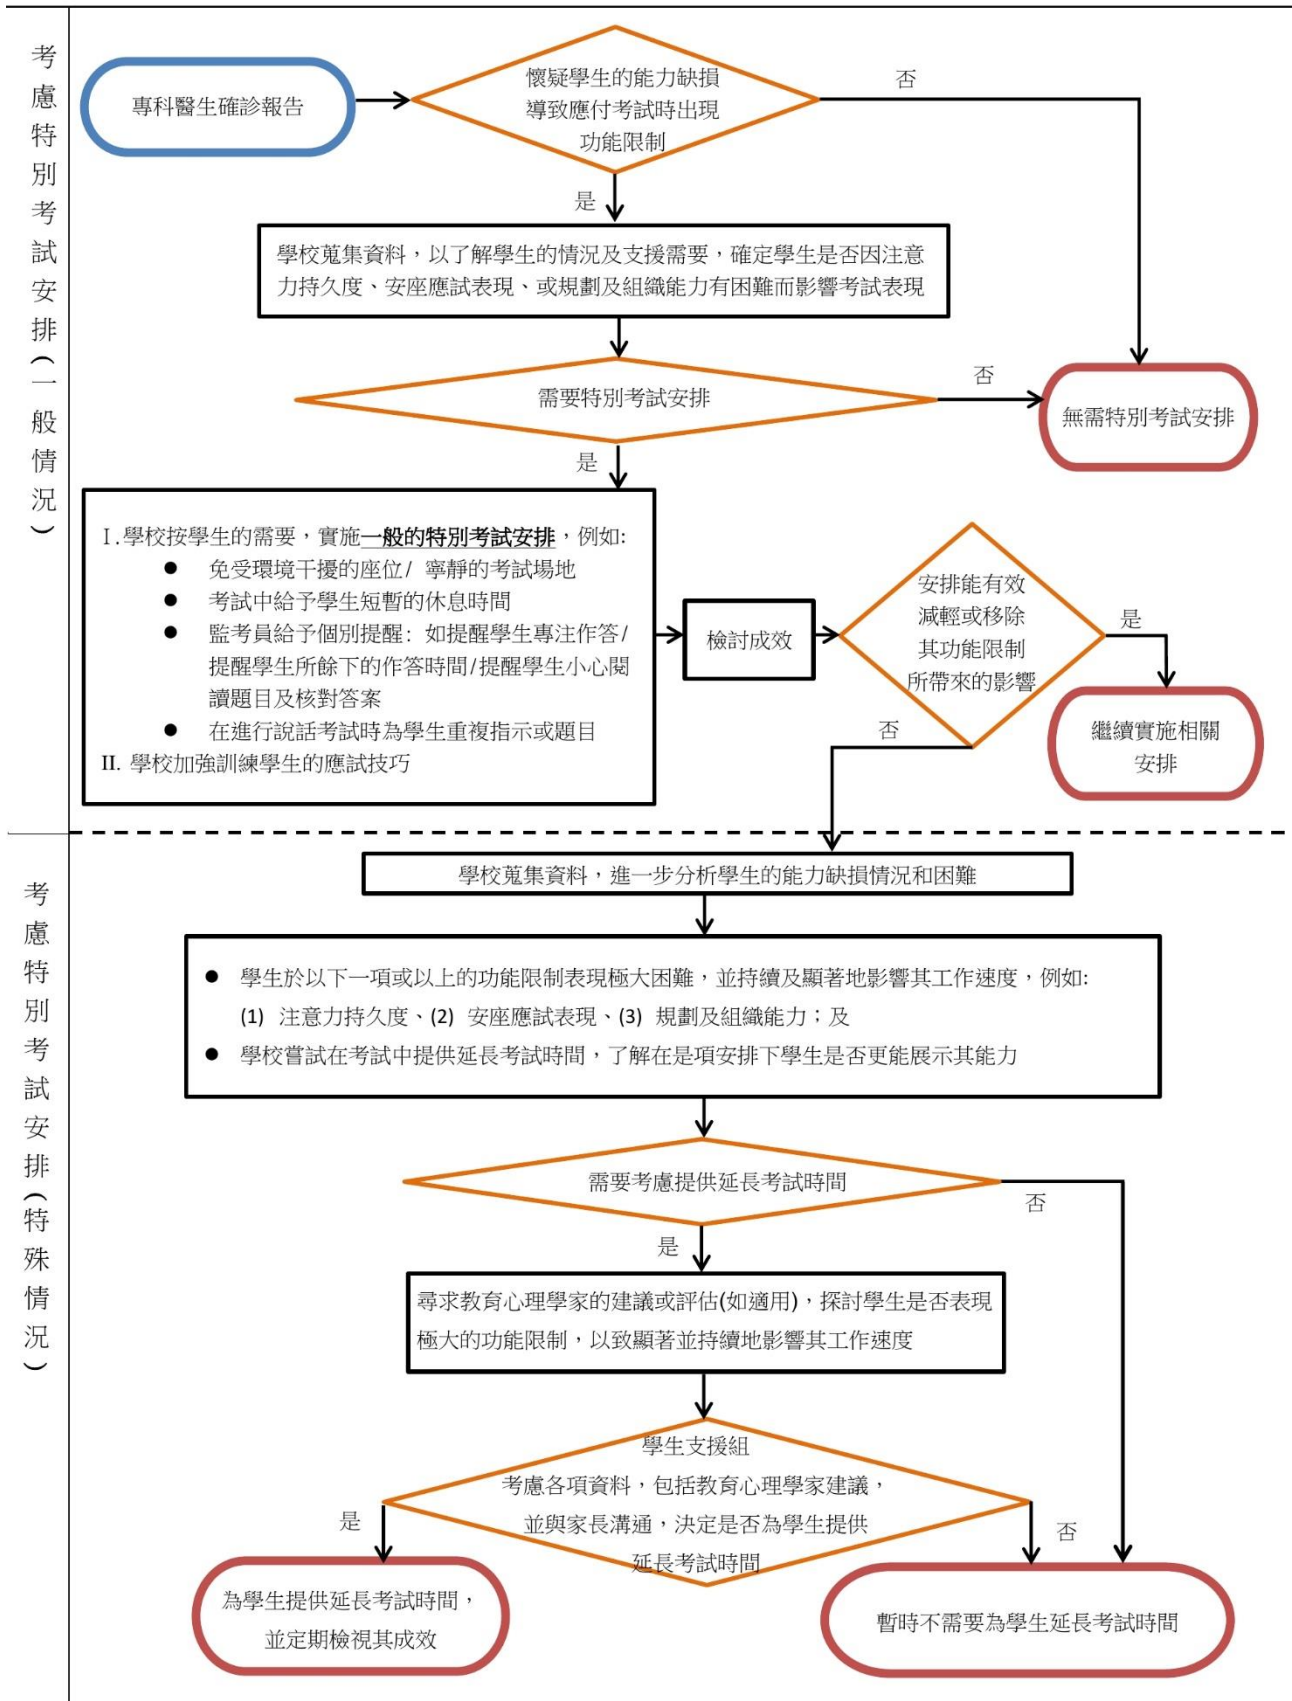 考慮特別考試安排(一般情況)
專科醫生確診報告
懷疑學生的能力缺損
導致應付考試時出現
功能限制
否
是
學校蒐集資料，以了解學生的情況及支援需要，確定學生是否因注意
力持久度、安座應試表現、或規劃及組織能力有困難而影響考試表現
需要特別考試安排
否
無需特別考試安排
是
I.學校按學生的需要，實施一般的特別考試安排，例如:
● 免受環境干擾的座位/ 寧靜的考試場地
● 考試中給予學生短暫的休息時間
● 監考員給予個別提醒: 如提醒學生專注作答/
提醒學生所餘下的作答時間/提醒學生小心閱
讀題目及核對答案
● 在進行說話考試時為學生重複指示或題目
II. 學校加強訓練學生的應試技巧
檢討成效
安排能有效
減輕或移除
其功能限制
所帶來的影響
是
否
繼續實施相關
安排
考慮特別考試安排(特殊情況)
學校蒐集資料，進一步分析學生的能力缺損情況和困難
● 學生於以下一項或以上的功能限制表現極大困難，並持續及顯著地影響其工作速度，例如:
(1) 注意力持久度、(2) 安座應試表現、(3) 規劃及組織能力；及
● 學校嘗試在考試中提供延長考試時間，了解在是項安排下學生是否更能展示其能力
需要考慮提供延長考試時間
否
是
尋求教育心理學家的建議或評估(如適用)，探討學生是否表現
極大的功能限制，以致顯著並持續地影響其工作速度
學生支援組
考慮各項資料，包括教育心理學家建議，
並與家長溝通，決定是否為學生提供
延長考試時間
是
否
為學生提供延長考試時間，
並定期檢視其成效
暫時不需要為學生延長考試時間